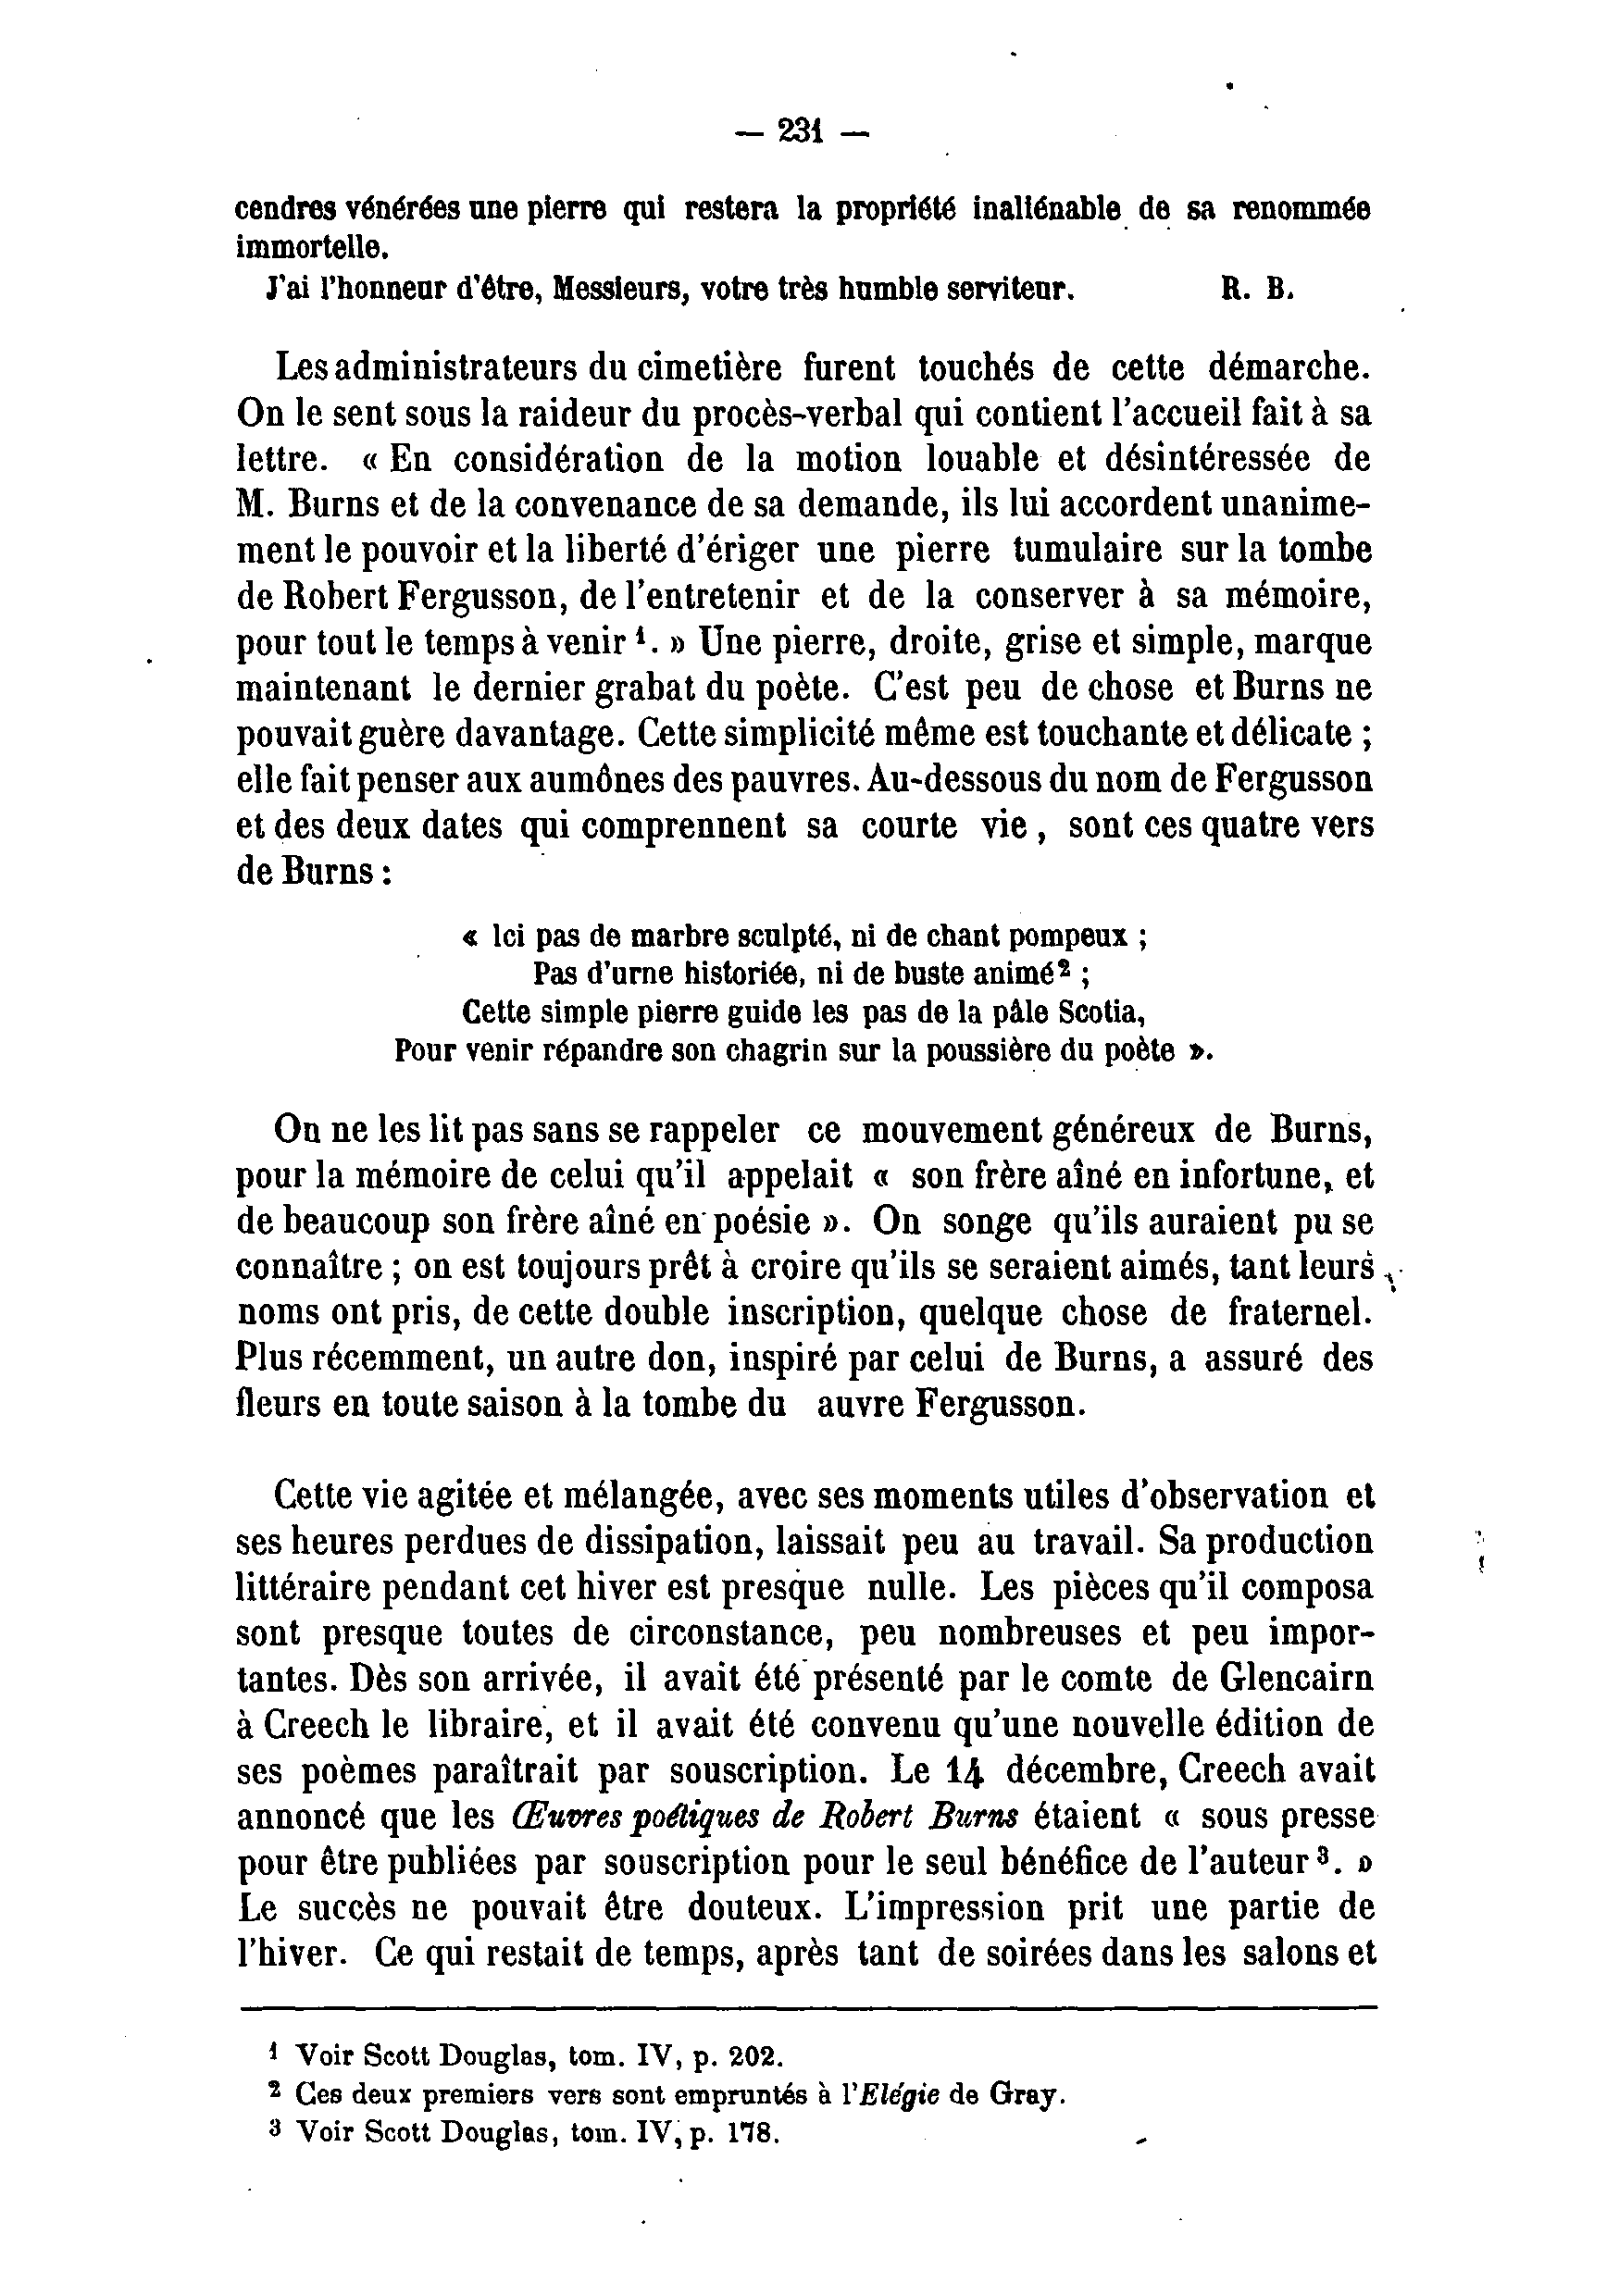 — 231 —
cendres vénérées une pierre qui restera la propriété inaliénable de sa renommée
immortelle.
J'ai l'honneur d'être, Messieurs, votre très humble serviteur. R. B.
Les administrateurs du cimetière furent touchés de cette démarche.
On le sent sous la raideur du procès-verbal qui contient l'accueil fait à sa
lettre. « En considération de la motion louable et désintéressée de
M. Burns et de la convenance de sa demande, ils lui accordent unanime-
ment le pouvoir et la liberté d'ériger une pierre tumulaire sur la tombe
de Robert Fergusson, de l'entretenir et de la conserver à sa mémoire,
pour tout le temps à venir ¹. » Une pierre, droite, grise et simple, marque
maintenant le dernier grabat du poète. C'est peu de chose et Burns ne
pouvait guère davantage. Cette simplicité même est touchante et délicate ;
elle fait penser aux aumônes des pauvres. Au-dessous du nom de Fergusson
et des deux dates qui comprennent sa courte vie, sont ces quatre vers
de Burns :
« Ici pas de marbre sculpté, ni de chant pompeux ;
Pas d'urne historiée, ni de buste animé² ;
Cette simple pierre guide les pas de la pâle Scotia,
Pour venir répandre son chagrin sur la poussière du poète ».
On ne les lit pas sans se rappeler ce mouvement généreux de Burns,
pour la mémoire de celui qu'il appelait « son frère aîné en infortune, et
de beaucoup son frère aîné en poésie ». On songe qu'ils auraient pu se
connaître ; on est toujours prêt à croire qu'ils se seraient aimés, tant leurs
noms ont pris, de cette double inscription, quelque chose de fraternel.
Plus récemment, un autre don, inspiré par celui de Burns, a assuré des
fleurs en toute saison à la tombe du auvre Fergusson.
Cette vie agitée et mélangée, avec ses moments utiles d'observation et
ses heures perdues de dissipation, laissait peu au travail. Sa production
littéraire pendant cet hiver est presque nulle. Les pièces qu'il composa
sont presque toutes de circonstance, peu nombreuses et peu impor-
tantes. Dès son arrivée, il avait été présenté par le comte de Glencairn
à Creech le libraire, et il avait été convenu qu'une nouvelle édition de
ses poèmes paraîtrait par souscription. Le 14 décembre, Creech avait
annoncé que les Œuvres poétiques de Robert Burns étaient « sous presse
pour être publiées par souscription pour le seul bénéfice de l'auteur ³. »
Le succès ne pouvait être douteux. L'impression prit une partie de
l'hiver. Ce qui restait de temps, après tant de soirées dans les salons et
¹ Voir Scott Douglas, tom. IV, p. 202.
² Ces deux premiers vers sont empruntés à l'Elégie de Gray.
³ Voir Scott Douglas, tom. IV, p. 178.